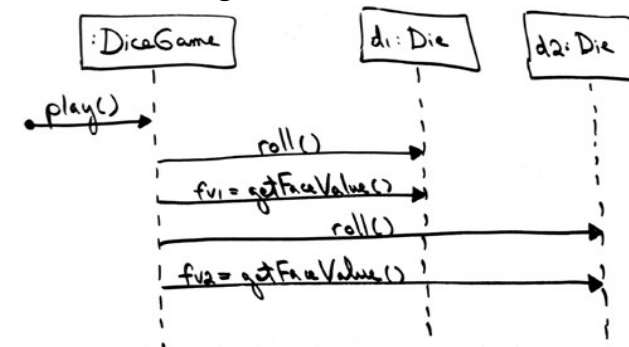 :DiceGame
d1:Die
d2:Die
play()
roll()
fv1=getFaceValue()
roll()
fv2=getFaceValue()